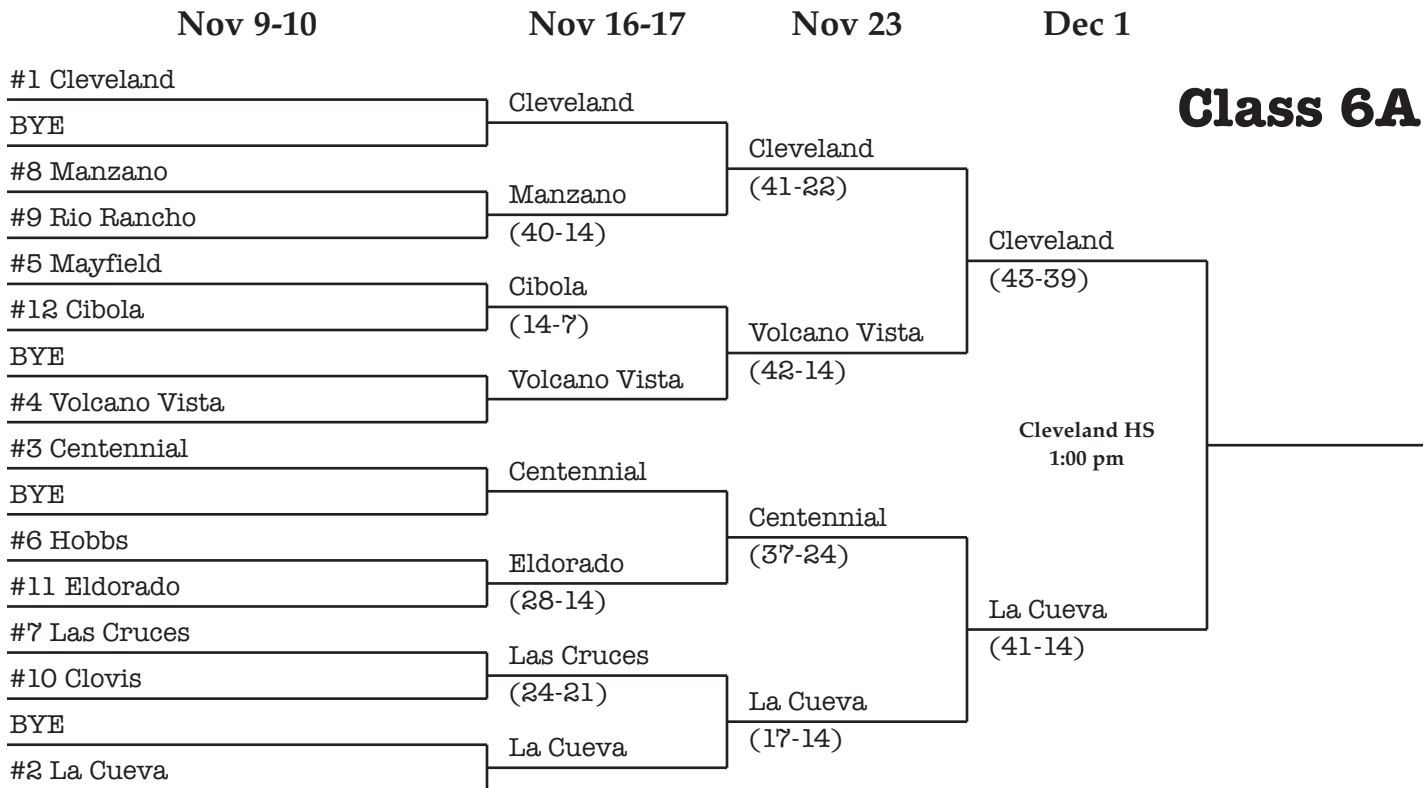 Nov 9-10 Nov 16-17 Nov 23 Dec 1
Class 6A
#1 Cleveland
BYE
#8 Manzano
#9 Rio Rancho
#5 Mayfield
#12 Cibola
BYE
#4 Volcano Vista
#3 Centennial
BYE
#6 Hobbs
#11 Eldorado
#7 Las Cruces
#10 Clovis
BYE
#2 La Cueva
Cleveland
Manzano
(40-14)
Cibola
(14-7)
Volcano Vista
Centennial
Eldorado
(28-14)
Las Cruces
(24-21)
La Cueva
Cleveland
(41-22)
Volcano Vista
(42-14)
Centennial
(37-24)
La Cueva
(17-14)
Cleveland
(43-39)
La Cueva
(41-14)
Cleveland HS
1:00 pm